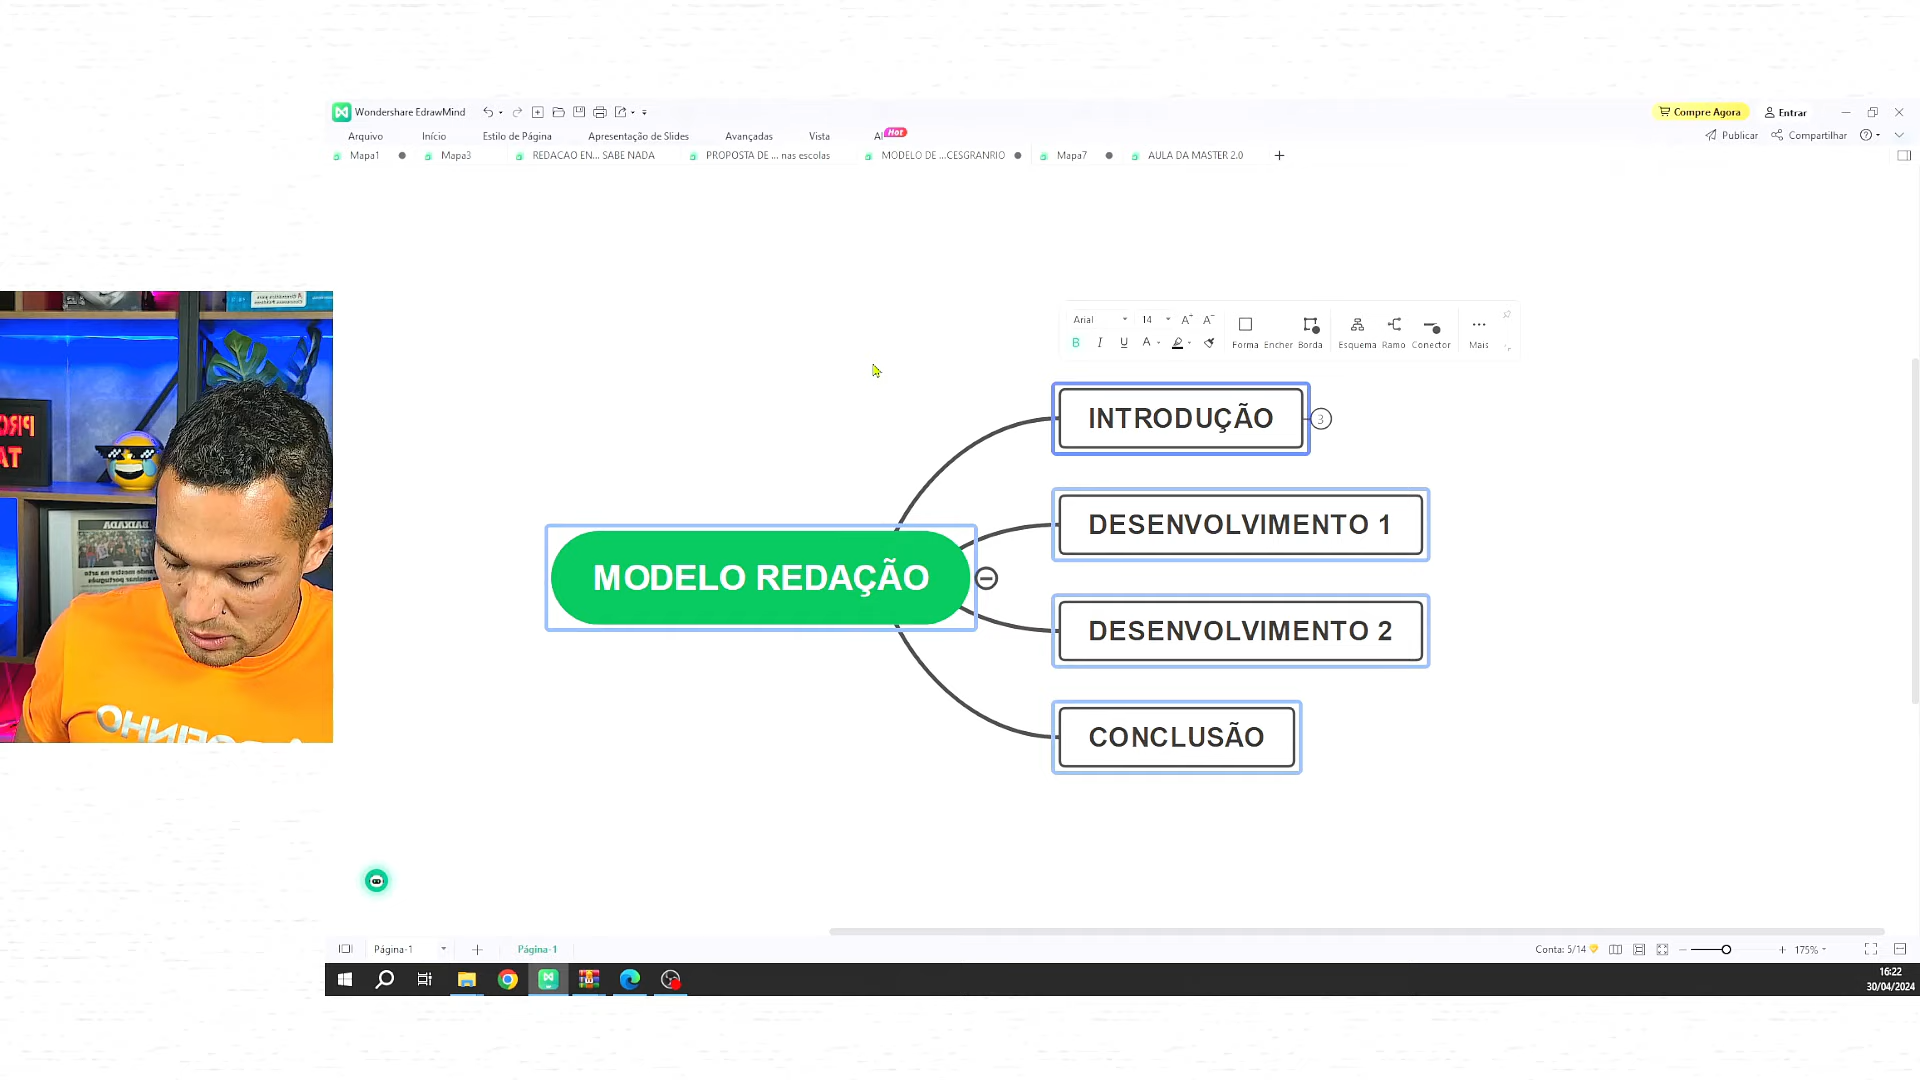 Wondershare EdrawMind
Compre Agora
Entrar
Arquivo
Início
Estilo de Página
Apresentação de Slides
Avançadas
Vista
AI
Hot
Publicar
Compartilhar
Mapa1
Mapa3
REDACAO EN... SABE NADA
PROPOSTA DE ... nas escolas
MODELO DE ...CESGRANRIO
Mapa7
AULA DA MASTER 2.0
Arial
14
B I U A
Forma
Encher
Borda
Esquema
Ramo
Conector
Mais
INTRODUÇÃO
3
DESENVOLVIMENTO 1
MODELO REDAÇÃO
DESENVOLVIMENTO 2
CONCLUSÃO
BAIXADA
Página-1
Página-1
Conta: 5/14
175%
16:22
30/04/2024